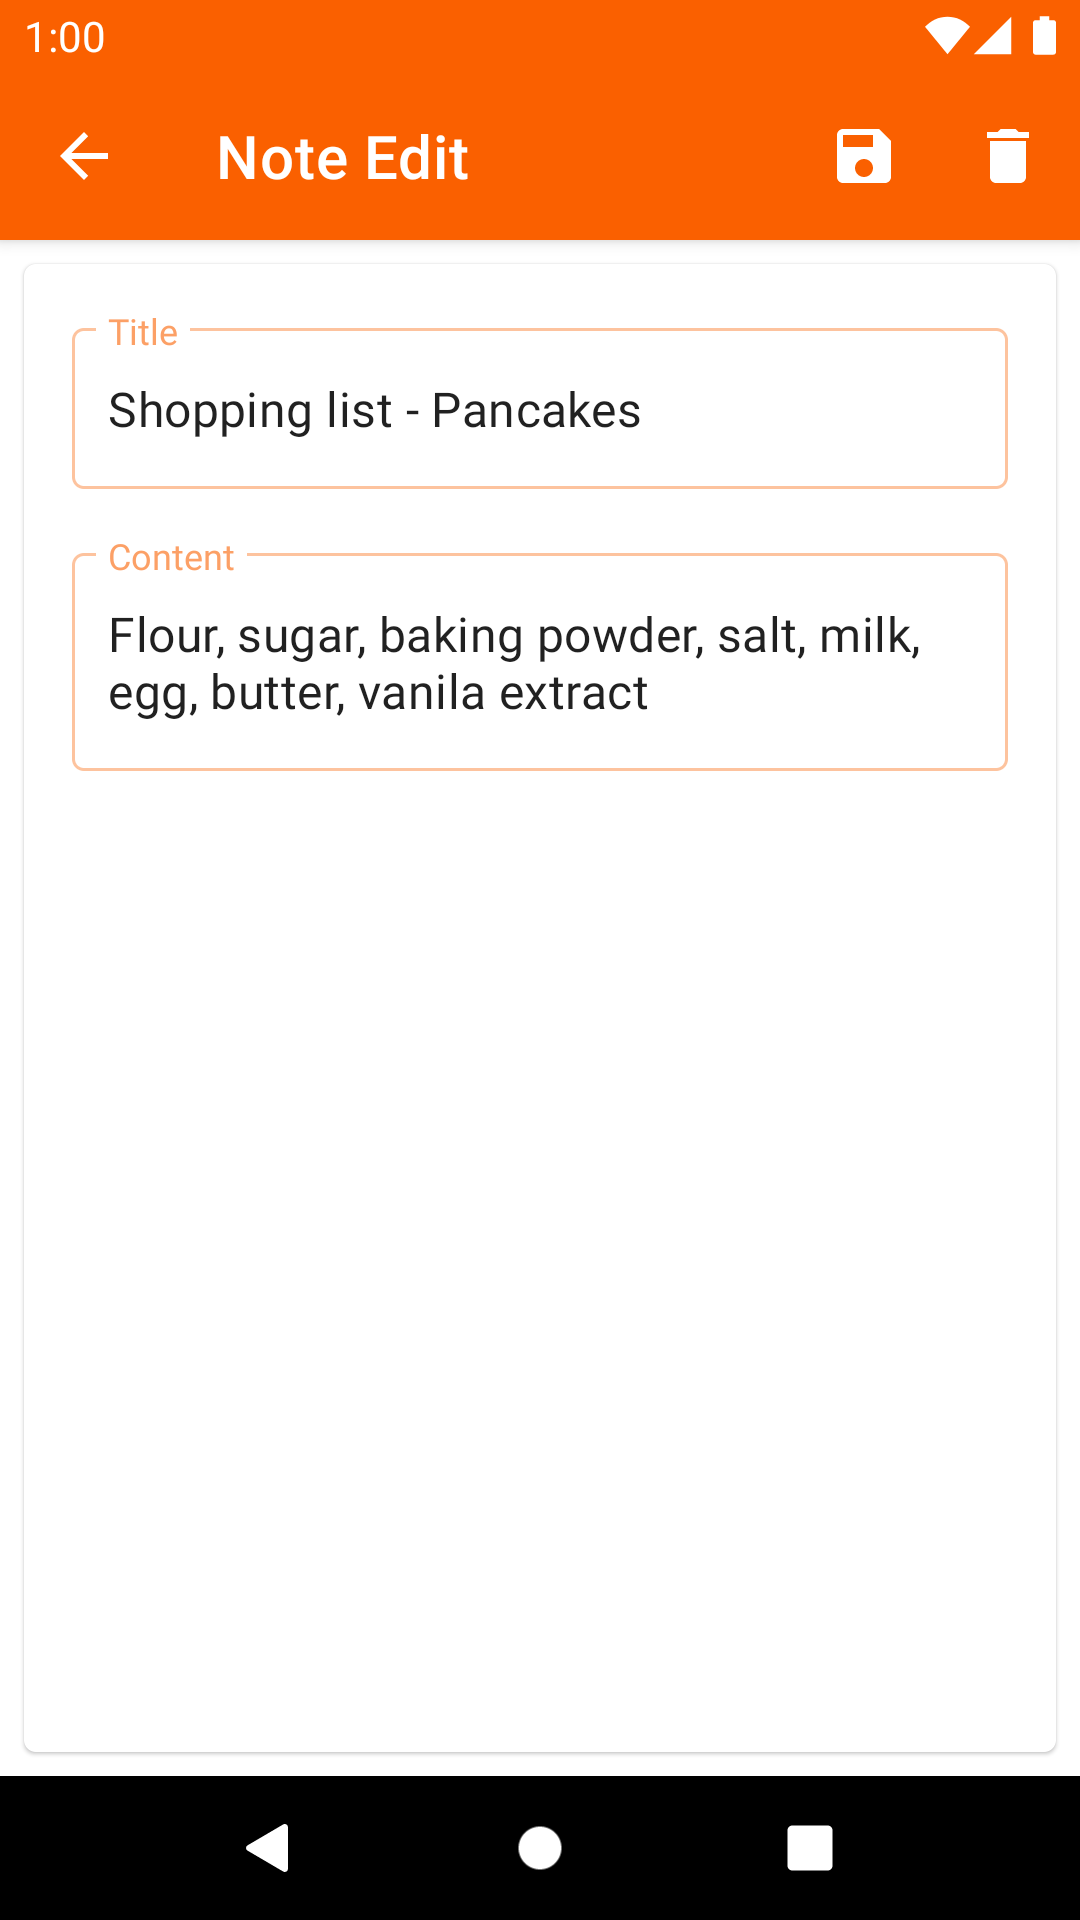 1:00
Note Edit
Title
Shopping list - Pancakes
Content
Flour, sugar, baking powder, salt, milk,
egg, butter, vanila extract